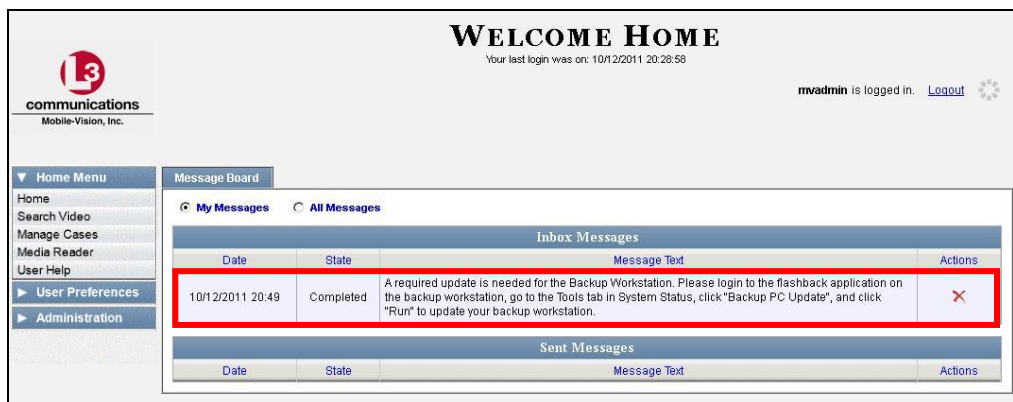 WELCOME HOME
Your last login was on: 10/12/2011 20:28:58
L3
communications
Mobile-Vision, Inc.
mvadmin is logged in. Logout
Home Menu
Home
Search Video
Manage Cases
Media Reader
User Help
User Preferences
Administration
Message Board
My Messages All Messages
Inbox Messages
Date State Message Text Actions
10/12/2011 20:49 Completed A required update is needed for the Backup Workstation. Please login to the flashback application on
the backup workstation, go to the Tools tab in System Status, click "Backup PC Update", and click
"Run" to update your backup workstation.
Sent Messages
Date State Message Text Actions